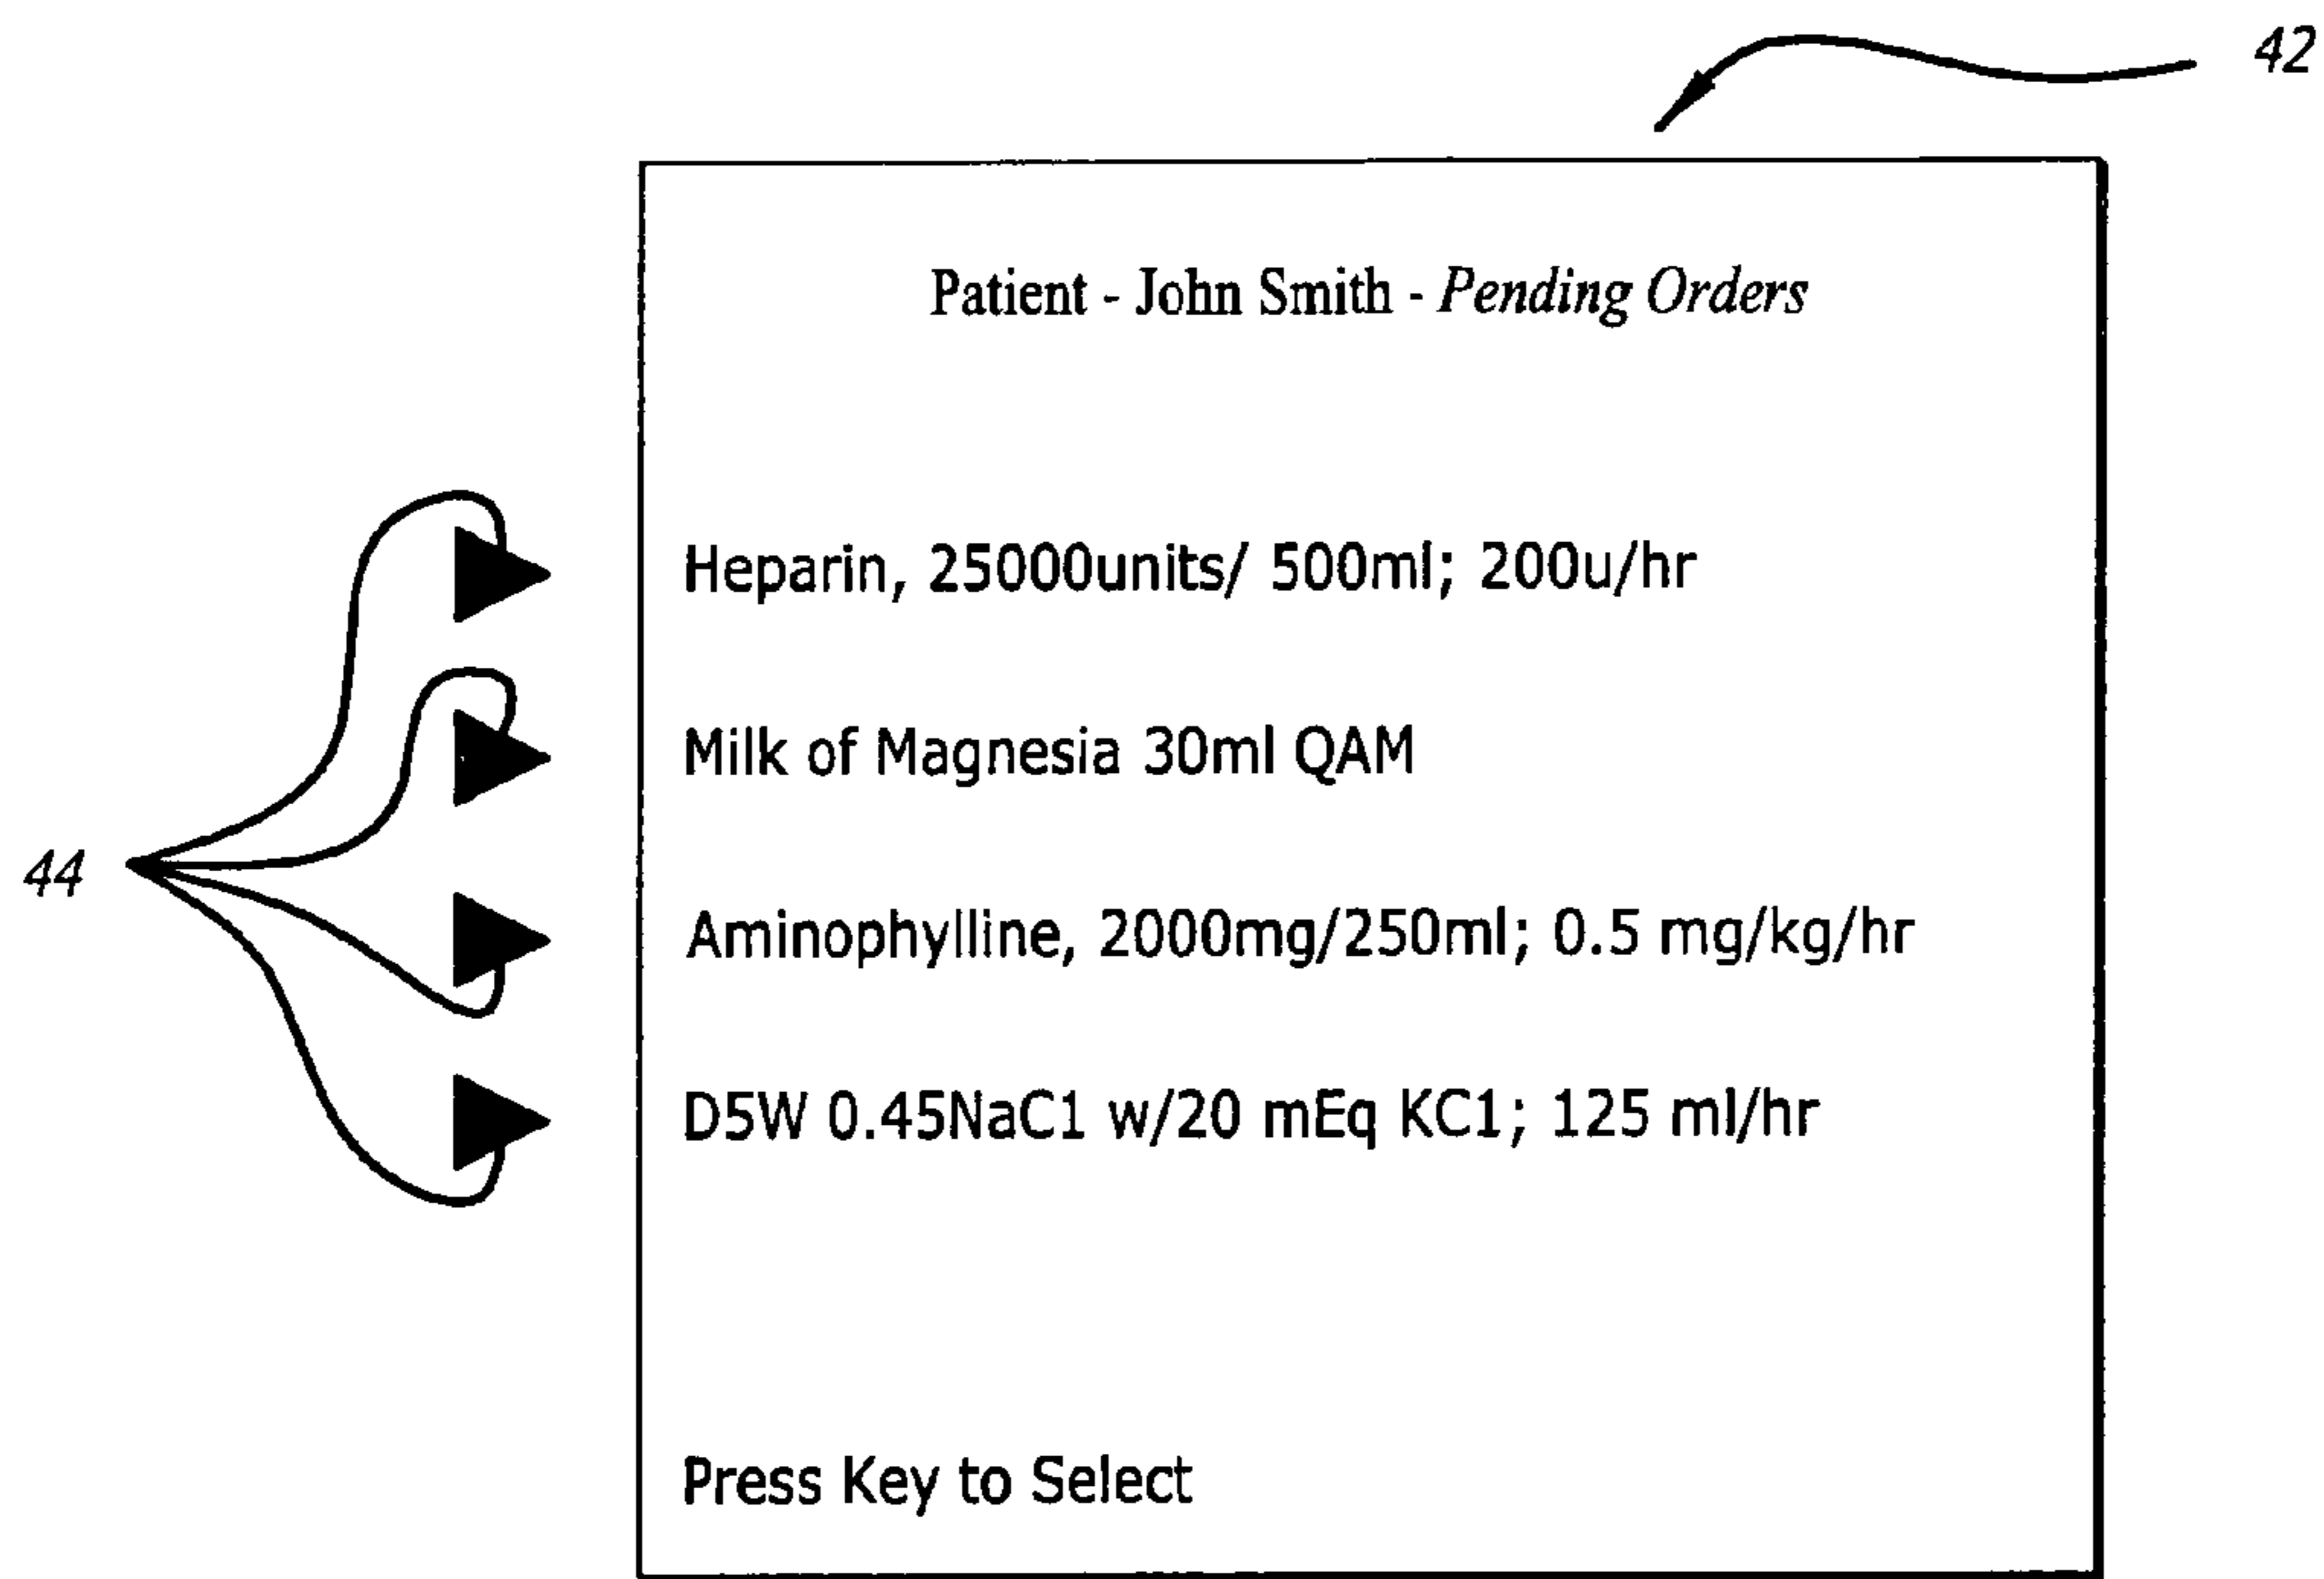 42
Patient - John Smith - Pending Orders
Heparin, 25000units/ 500ml; 200u/hr
Milk of Magnesia 30ml QAM
44
Aminophylline, 2000mg/250ml; 0.5 mg/kg/hr
D5W 0.45NaC1 w/20 mEq KC1; 125 ml/hr
Press Key to Select